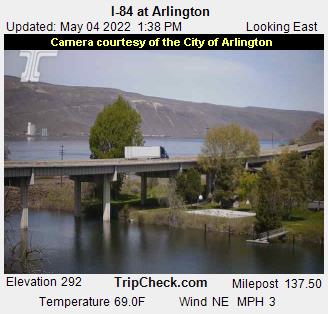 I-84 at Arlington
Updated: May 04 2022 1:38 PM Looking East
Camera courtesy of the City of Arlington
Elevation 292 TripCheck.com Milepost 137.50
Temperature 69.0F Wind NE MPH 3